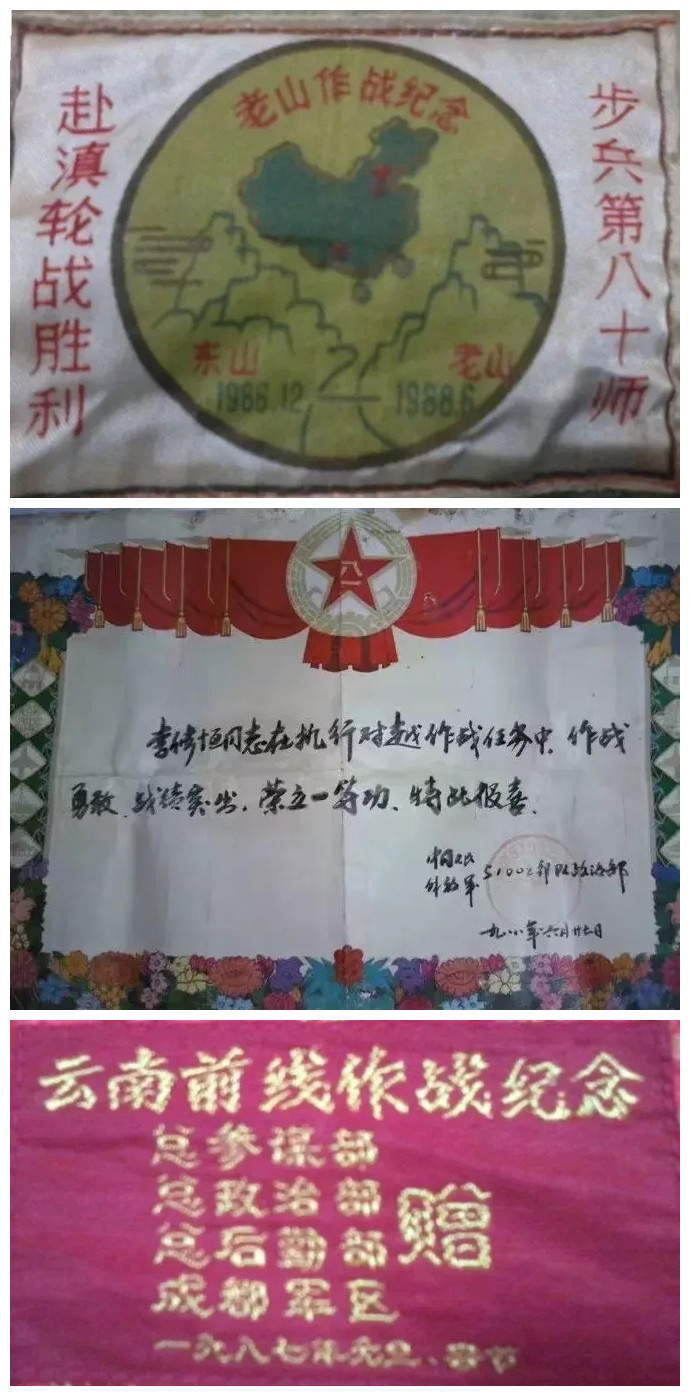 赴滇轮战胜利
老山作战纪念
东山
老山
1986.12
1988.6
步兵第八十师
八一
李倚恒同志在执行对越作战任务中、作战
勇敢、战绩突出、荣立一等功、特此报喜、
中国人民
解放军51002部队政治部
一九八八年六月廿七日
云南前线作战纪念
总参谋部
总政治部
总后勤部
成都军区
赠
一九八七年元旦、春节